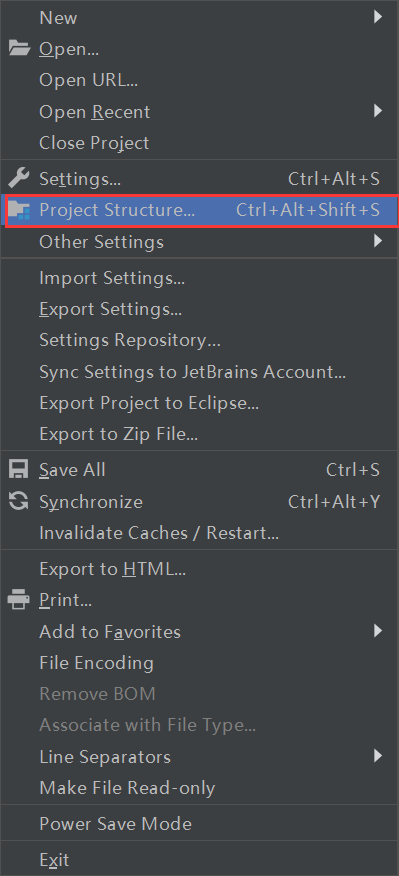 New
Open...
Open URL...
Open Recent
Close Project
Settings... Ctrl+Alt+S
Project Structure... Ctrl+Alt+Shift+S
Other Settings
Import Settings...
Export Settings...
Settings Repository...
Sync Settings to JetBrains Account...
Export Project to Eclipse...
Export to Zip File...
Save All Ctrl+S
Synchronize Ctrl+Alt+Y
Invalidate Caches / Restart...
Export to HTML...
Print...
Add to Favorites
File Encoding
Remove BOM
Associate with File Type...
Line Separators
Make File Read-only
Power Save Mode
Exit